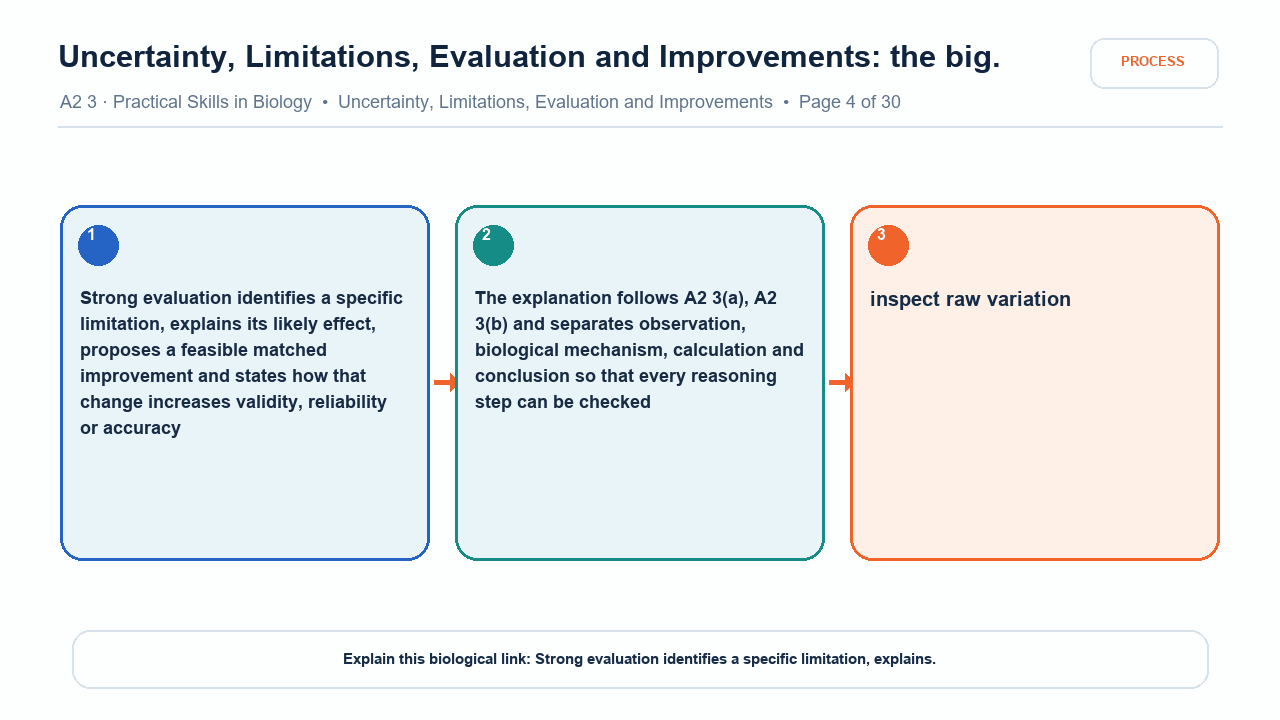 Uncertainty, Limitations, Evaluation and Improvements: the big.
PROCESS
A2 3 · Practical Skills in Biology • Uncertainty, Limitations, Evaluation and Improvements • Page 4 of 30
1
Strong evaluation identifies a specific
limitation, explains its likely effect,
proposes a feasible matched
improvement and states how that
change increases validity, reliability
or accuracy
2
The explanation follows A2 3(a), A2
3(b) and separates observation,
biological mechanism, calculation and
conclusion so that every reasoning
step can be checked
3
inspect raw variation
Explain this biological link: Strong evaluation identifies a specific limitation, explains.